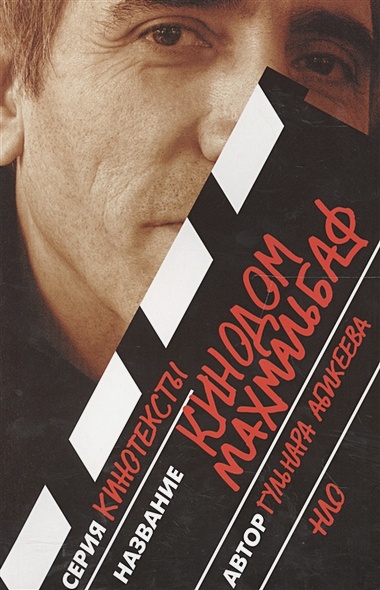 СЕРИЯ КИНОТЕКСТЫ
НАЗВАНИЕ КИНОДОМ
МАХМАЛЬБАФ
АВТОР ГУЛЬНАРА АБИКЕЕВА
НЛО